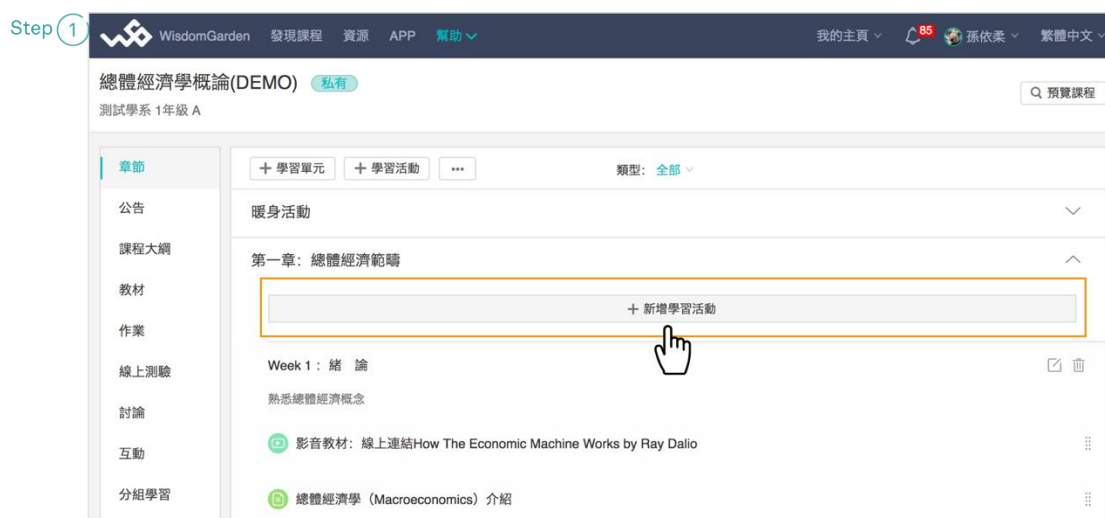 Step 1
WisdomGarden 發現課程 資源 APP 幫助 我的主頁 85 孫依柔 繁體中文
總體經濟學概論(DEMO) 私有
測試學系 1年級 A
預覽課程
章節
公告
課程大綱
教材
作業
線上測驗
討論
互動
分組學習
+ 學習單元 + 學習活動 ... 類型: 全部
暖身活動
第一章: 總體經濟範疇
+ 新增學習活動
Week 1: 緒 論
熟悉總體經濟概念
影音教材: 線上連結How The Economic Machine Works by Ray Dalio
總體經濟學（Macroeconomics）介紹